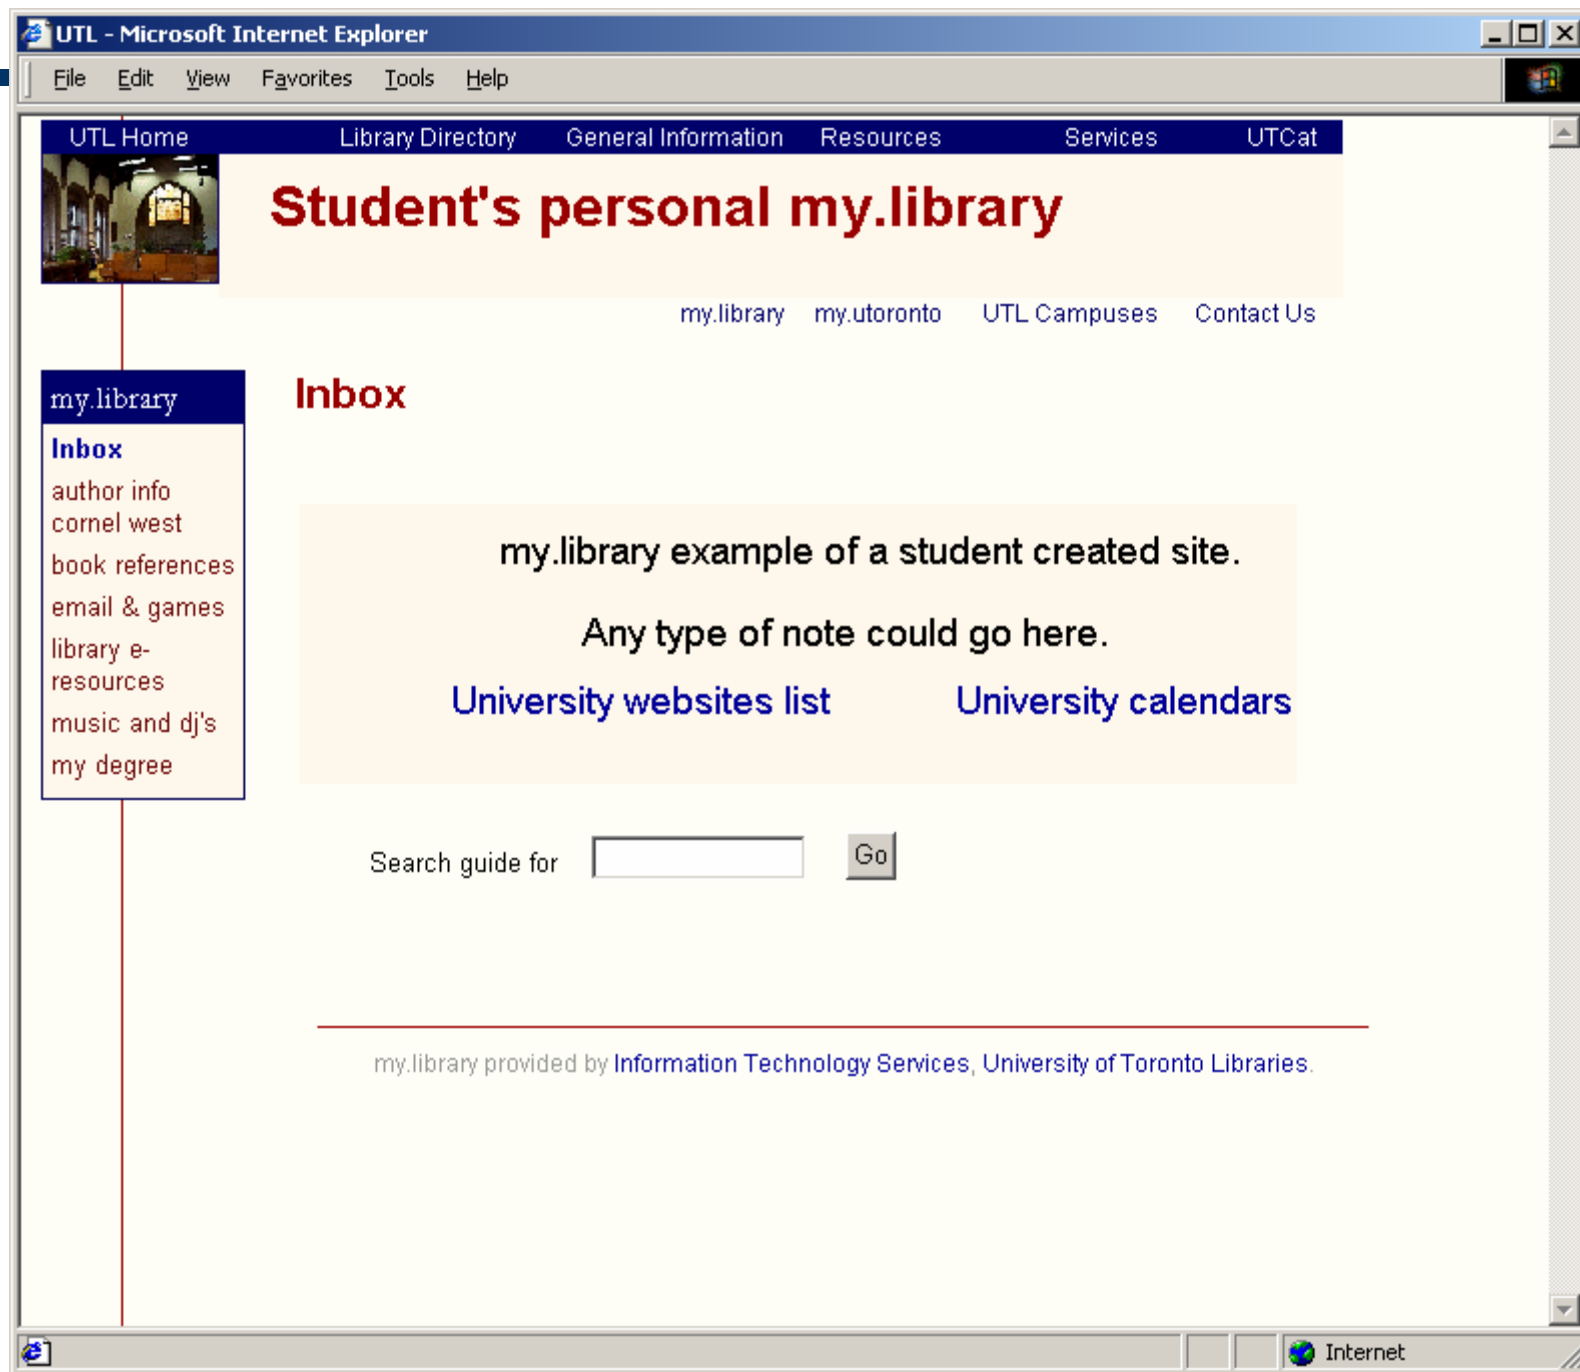 UTL - Microsoft Internet Explorer
File Edit View Favorites Tools Help
UTL Home Library Directory General Information Resources Services UTCat
Student's personal my.library
my.library my.utoronto UTL Campuses Contact Us
my.library
Inbox
author info
cornel west
book references
email & games
library e-
resources
music and dj's
my degree
Inbox
my.library example of a student created site.
Any type of note could go here.
University websites list University calendars
Search guide for Go
my.library provided by Information Technology Services, University of Toronto Libraries.
Internet